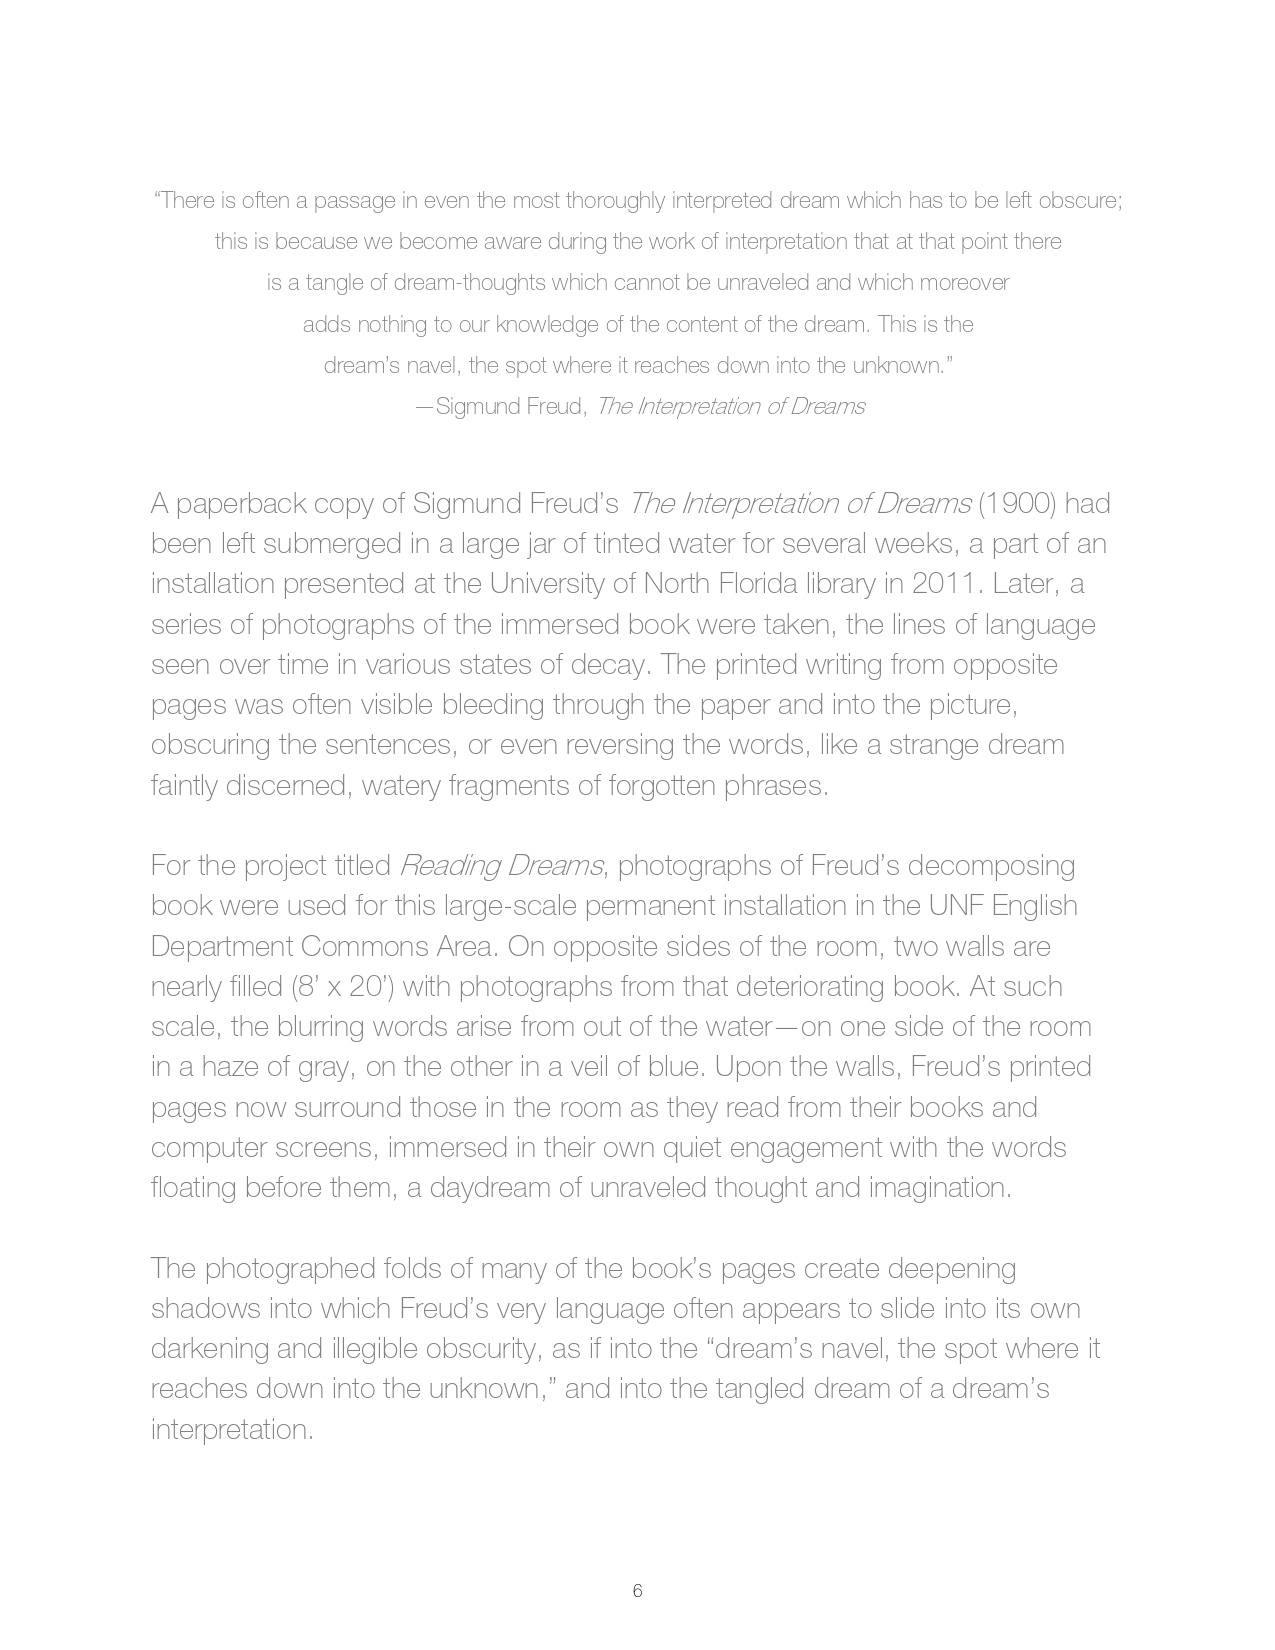 “There is often a passage in even the most thoroughly interpreted dream which has to be left obscure;
this is because we become aware during the work of interpretation that at that point there
is a tangle of dream-thoughts which cannot be unraveled and which moreover
adds nothing to our knowledge of the content of the dream. This is the
dream’s navel, the spot where it reaches down into the unknown.”
—Sigmund Freud, The Interpretation of Dreams
A paperback copy of Sigmund Freud’s The Interpretation of Dreams (1900) had
been left submerged in a large jar of tinted water for several weeks, a part of an
installation presented at the University of North Florida library in 2011. Later, a
series of photographs of the immersed book were taken, the lines of language
seen over time in various states of decay. The printed writing from opposite
pages was often visible bleeding through the paper and into the picture,
obscuring the sentences, or even reversing the words, like a strange dream
faintly discerned, watery fragments of forgotten phrases.
For the project titled Reading Dreams, photographs of Freud’s decomposing
book were used for this large-scale permanent installation in the UNF English
Department Commons Area. On opposite sides of the room, two walls are
nearly filled (8’ x 20’) with photographs from that deteriorating book. At such
scale, the blurring words arise from out of the water—on one side of the room
in a haze of gray, on the other in a veil of blue. Upon the walls, Freud’s printed
pages now surround those in the room as they read from their books and
computer screens, immersed in their own quiet engagement with the words
floating before them, a daydream of unraveled thought and imagination.
The photographed folds of many of the book’s pages create deepening
shadows into which Freud’s very language often appears to slide into its own
darkening and illegible obscurity, as if into the “dream’s navel, the spot where it
reaches down into the unknown,” and into the tangled dream of a dream’s
interpretation.
6